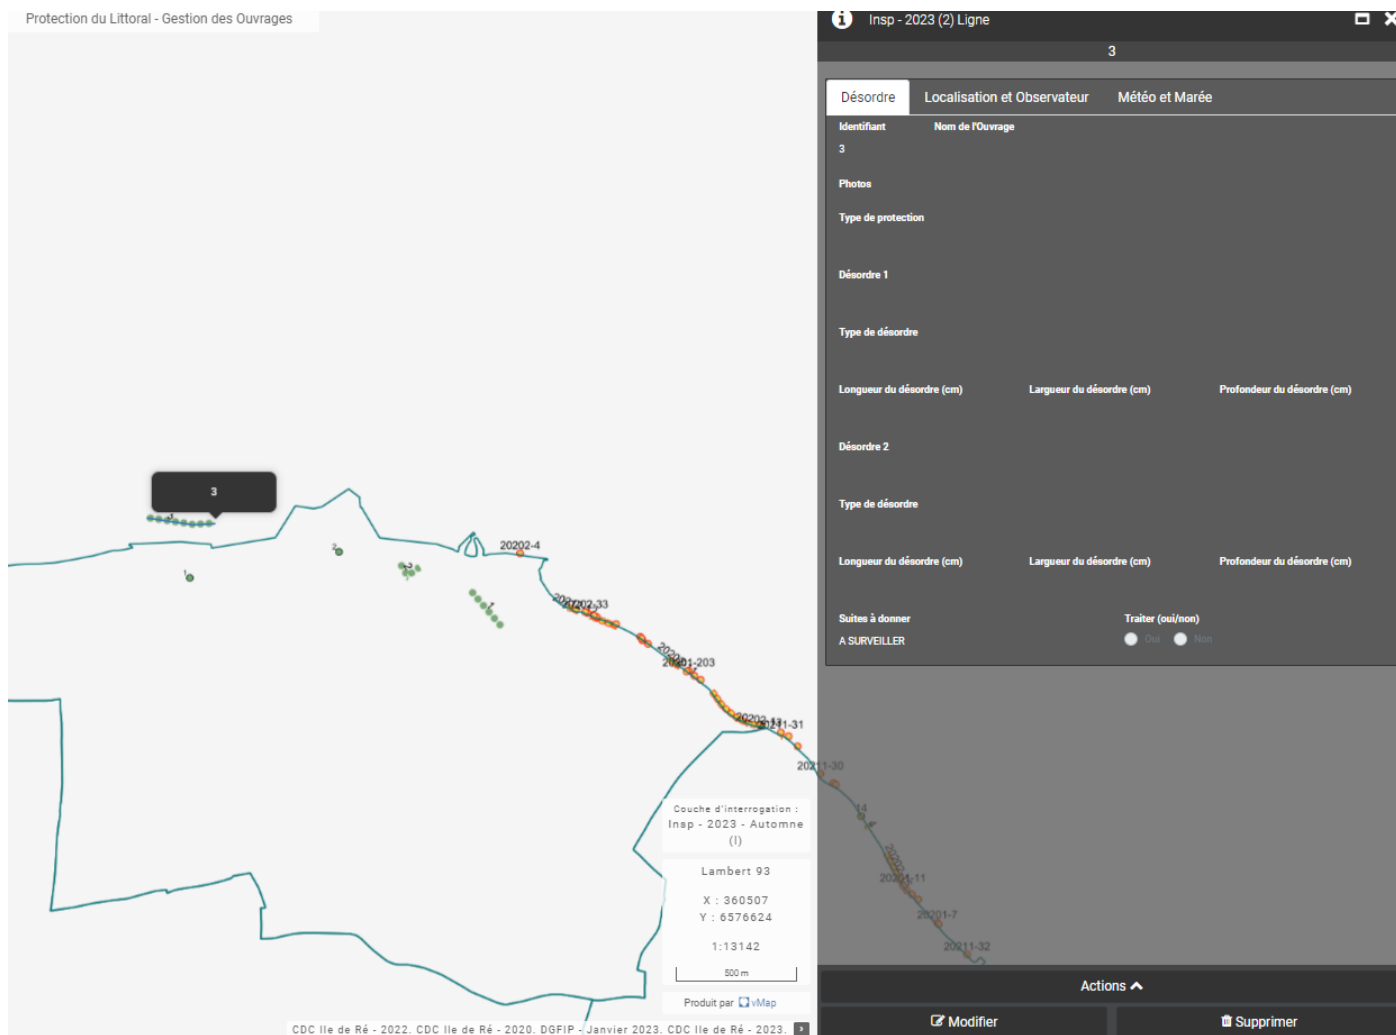 Protection du Littoral - Gestion des Ouvrages
Insp - 2023 (2) Ligne
3
Désordre Localisation et Observateur Météo et Marée
Identifiant Nom de l'Ouvrage
3
Photos
Type de protection
Désordre 1
Type de désordre
Longueur du désordre (cm) Largueur du désordre (cm) Profondeur du désordre (cm)
Désordre 2
Type de désordre
Longueur du désordre (cm) Largueur du désordre (cm) Profondeur du désordre (cm)
Suites à donner Traiter (oui/non)
A SURVEILLER Oui Non
3
2
1
20202-4
20202-33
20201-203
20202-13
20211-31
20211-30
14
20201-11
20201-7
20211-32
Couche d'interrogation :
Insp - 2023 - Automne
(l)
Lambert 93
X : 360507
Y : 6576624
1:13142
500 m
Produit par vMap
CDC Ile de Ré - 2022. CDC Ile de Ré - 2020. DGFIP - Janvier 2023. CDC Ile de Ré - 2023.
Actions
Modifier Supprimer